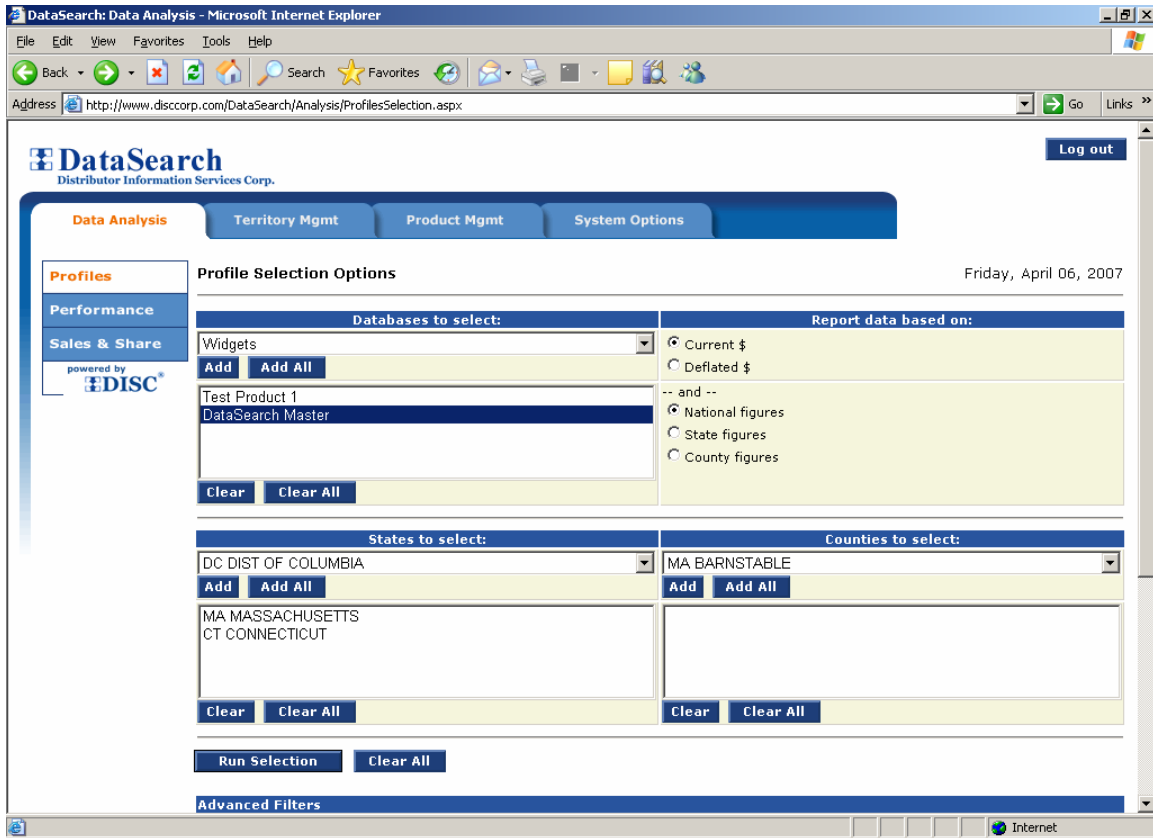 DataSearch: Data Analysis - Microsoft Internet Explorer
File Edit View Favorites Tools Help
Back Search Favorites
Address http://www.disccorp.com/DataSearch/Analysis/ProfilesSelection.aspx Go Links »
DataSearch
Distributor Information Services Corp.
Log out
Data Analysis Territory Mgmt Product Mgmt System Options
Profiles
Performance
Sales & Share
powered by
DISC
Profile Selection Options Friday, April 06, 2007
Databases to select: Report data based on:
Widgets
Add Add All
Test Product 1
DataSearch Master
Clear Clear All
Current $
Deflated $
-- and --
National figures
State figures
County figures
States to select: Counties to select:
DC DIST OF COLUMBIA MA BARNSTABLE
Add Add All Add Add All
MA MASSACHUSETTS
CT CONNECTICUT
Clear Clear All Clear Clear All
Run Selection Clear All
Advanced Filters
Internet